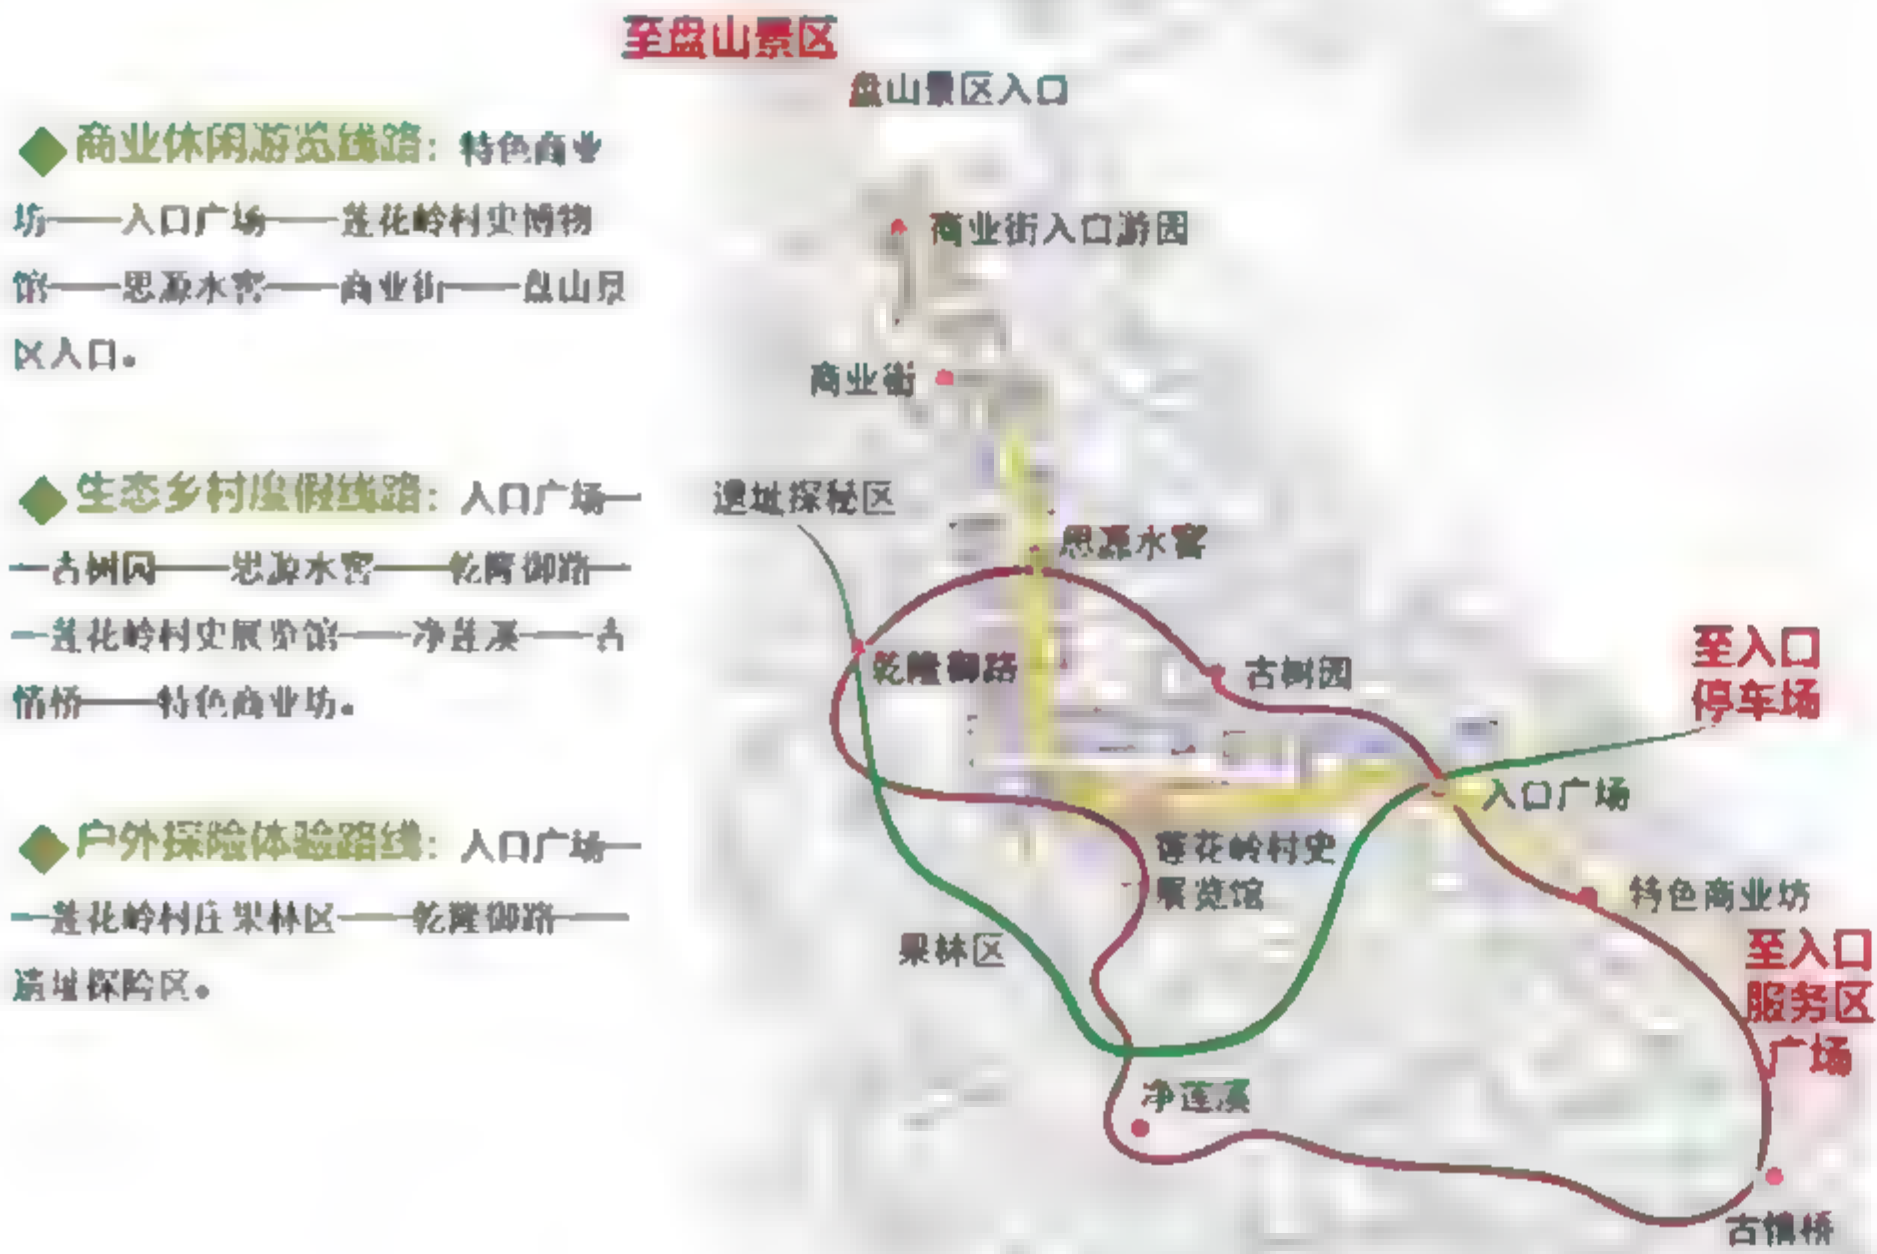 至盘山景区
盘山景区入口
◆商业休闲游览线路：特色商业
坊——入口广场——莲花岭村史博物
馆——思源水窖——商业街——盘山景
区入口。
◆生态乡村度假线路：入口广场—
—古树园——思源水窖——乾隆御路—
—莲花岭村史展览馆——净莲溪——古
情桥——特色商业坊。
◆户外探险体验路线：入口广场—
—莲花岭村庄果林区——乾隆御路——
遗址探险区。
商业街入口游园
商业街
遗址探秘区
思源水窖
乾隆御路
古树园
至入口
停车场
入口广场
莲花岭村史
展览馆
特色商业坊
果林区
至入口
服务区
广场
净莲溪
古情桥